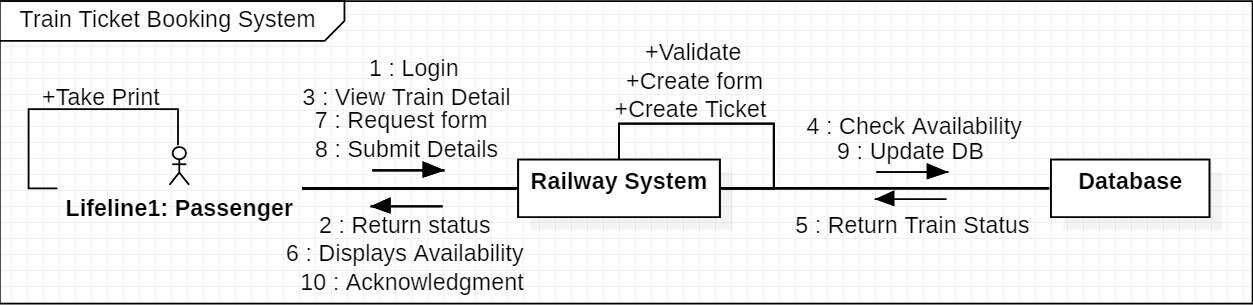 Train Ticket Booking System
+Take Print
Lifeline1: Passenger
1 : Login
3 : View Train Detail
7 : Request form
8 : Submit Details
2 : Return status
6 : Displays Availability
10 : Acknowledgment
+Validate
+Create form
+Create Ticket
Railway System
4 : Check Availability
9 : Update DB
5 : Return Train Status
Database